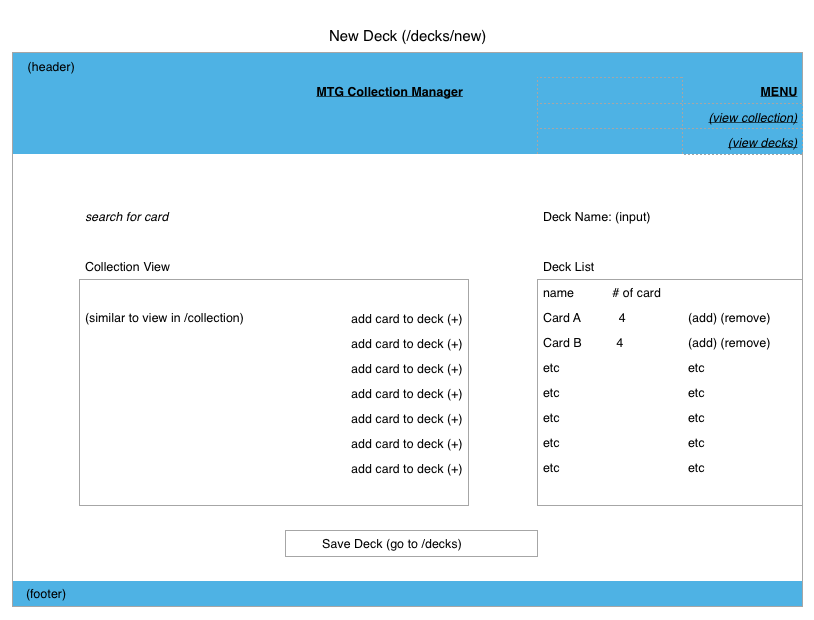 New Deck (/decks/new)
(header)
MTG Collection Manager
MENU
(view collection)
(view decks)
search for card
Deck Name: (input)
Collection View
Deck List
name # of card
(similar to view in /collection) add card to deck (+)
add card to deck (+)
add card to deck (+)
add card to deck (+)
add card to deck (+)
add card to deck (+)
add card to deck (+)
Card A 4 (add) (remove)
Card B 4 (add) (remove)
etc etc
etc etc
etc etc
etc etc
etc etc
Save Deck (go to /decks)
(footer)